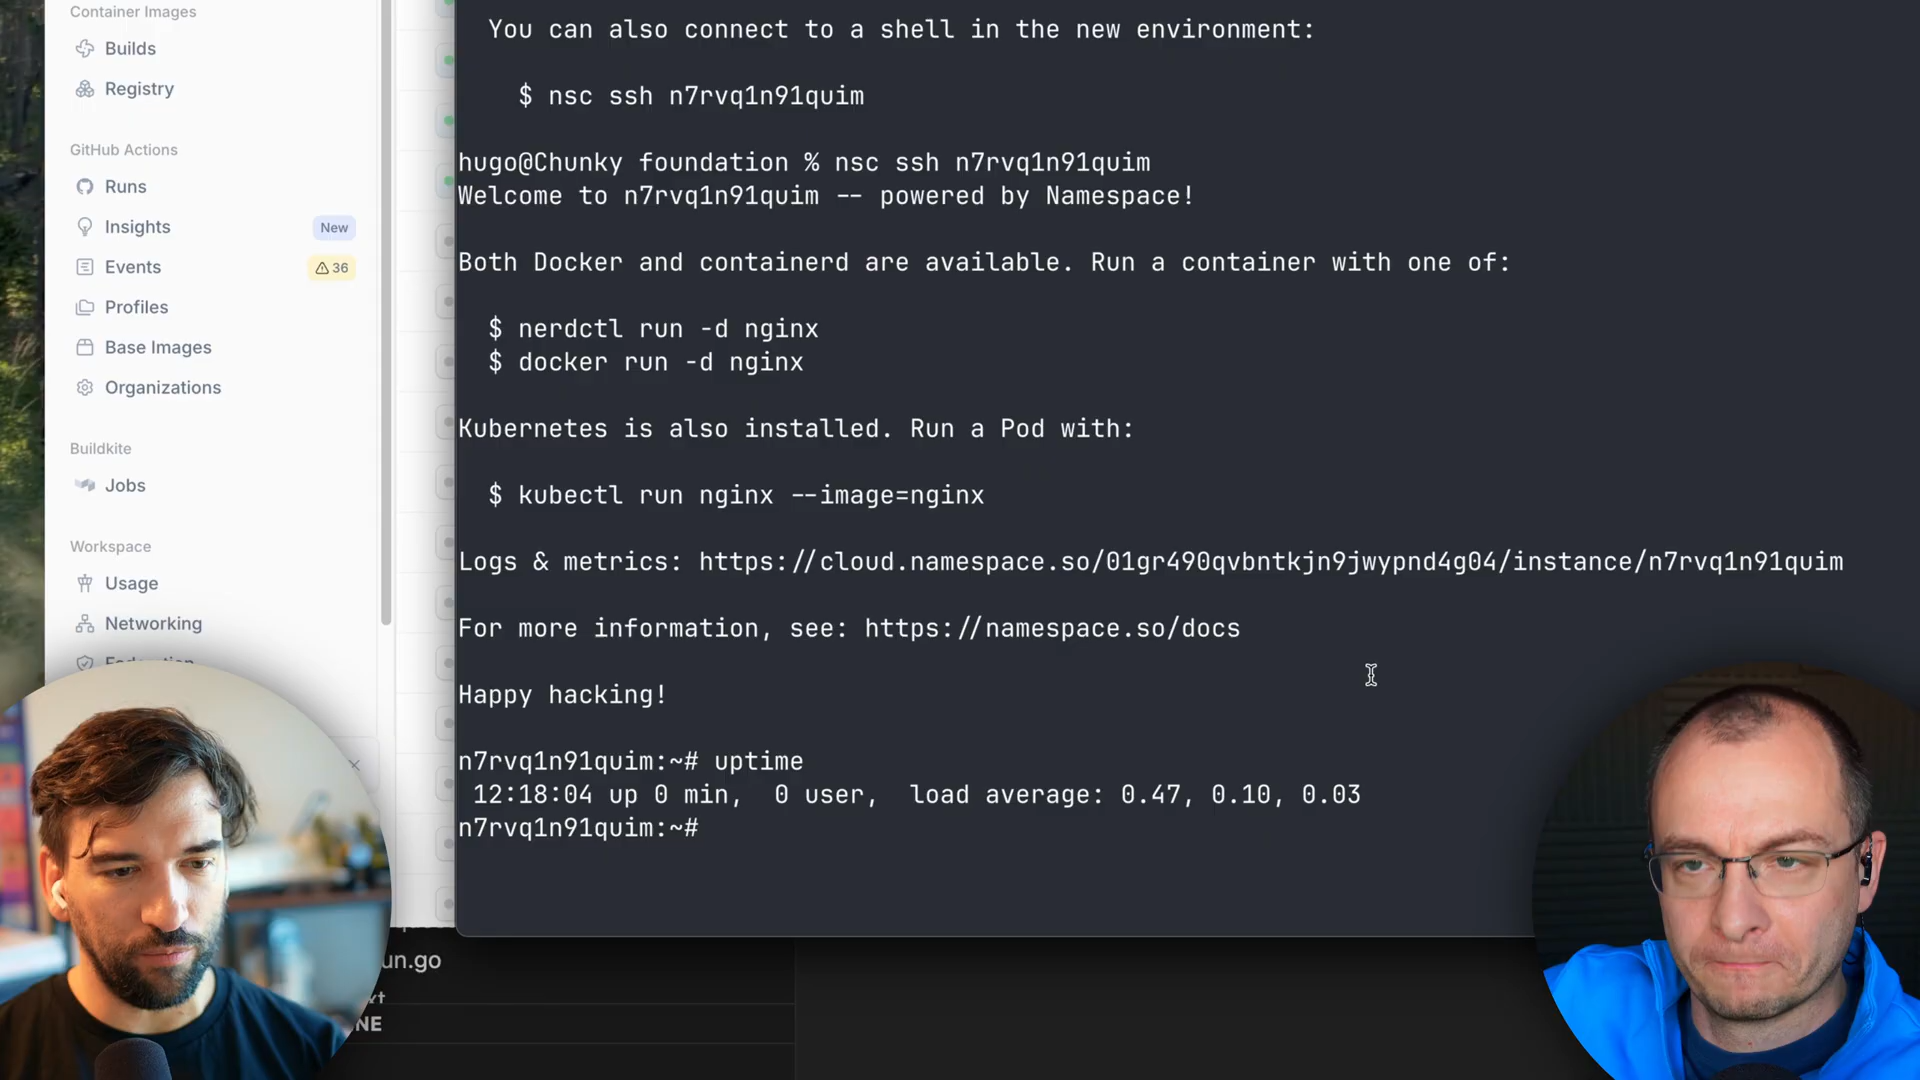 Container Images
Builds
Registry
GitHub Actions
Runs
Insights
New
Events
36
Profiles
Base Images
Organizations
Buildkite
Jobs
Workspace
Usage
Networking
Federation
You can also connect to a shell in the new environment:
$ nsc ssh n7rvq1n91quim
hugo@Chunky foundation % nsc ssh n7rvq1n91quim
Welcome to n7rvq1n91quim -- powered by Namespace!
Both Docker and containerd are available. Run a container with one of:
$ nerdctl run -d nginx
$ docker run -d nginx
Kubernetes is also installed. Run a Pod with:
$ kubectl run nginx --image=nginx
Logs & metrics: https://cloud.namespace.so/01gr490qvbntkjn9jwypnd4g04/instance/n7rvq1n91quim
For more information, see: https://namespace.so/docs
Happy hacking!
n7rvq1n91quim:~# uptime
12:18:04 up 0 min, 0 user, load average: 0.47, 0.10, 0.03
n7rvq1n91quim:~#
un.go
xt
NE